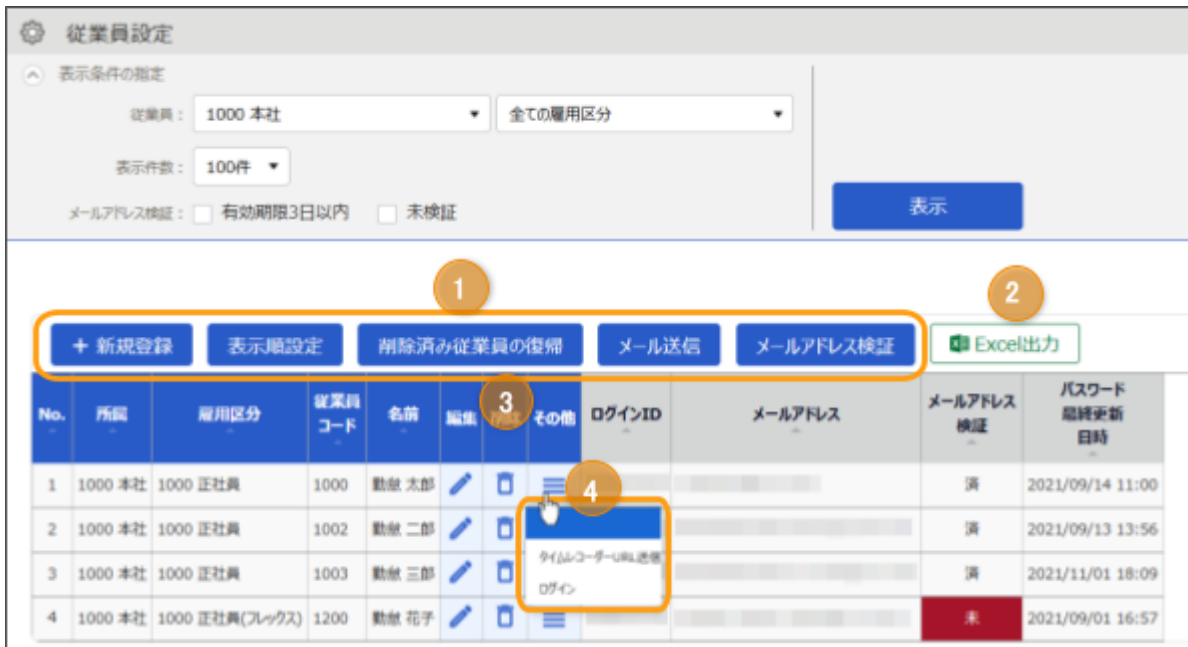 従業員設定
表示条件の指定
従業員： 1000 本社 全ての雇用区分
表示件数： 100件
メールアドレス検証： 有効期限3日以内 未検証
表示
1
2
+ 新規登録 表示順設定 削除済み従業員の復帰 メール送信 メールアドレス検証 Excel出力
No. 所属 雇用区分 従業員コード 名前 編集 3 その他 ログインID メールアドレス メールアドレス検証 パスワード最終更新日時
1 1000 本社 1000 正社員 1000 勤怠 太郎 4 済 2021/09/14 11:00
2 1000 本社 1000 正社員 1002 勤怠 二郎 済 2021/09/13 13:56
タイムレコーダーURL送信
3 1000 本社 1000 正社員 1003 勤怠 三郎 済 2021/11/01 18:09
ログイン
4 1000 本社 1000 正社員(フレックス) 1200 勤怠 花子 未 2021/09/01 16:57